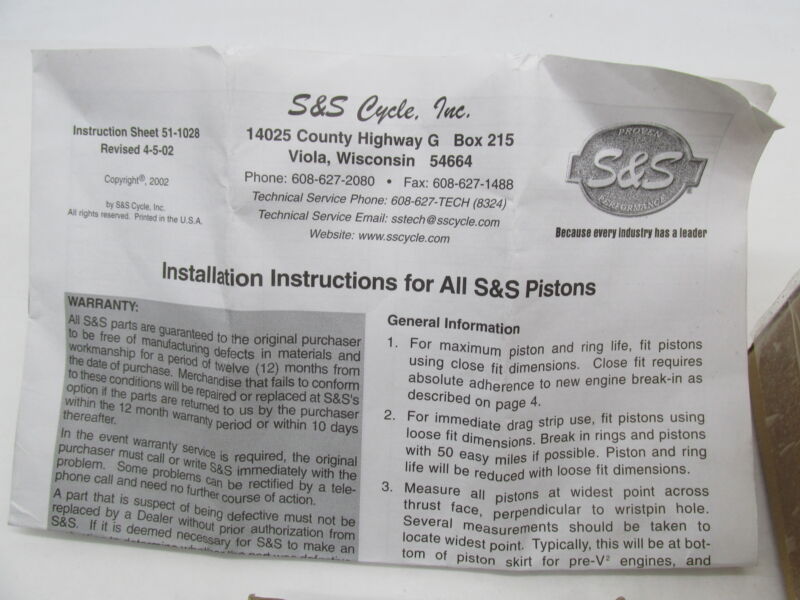 Instruction Sheet 51-1028
Revised 4-5-02
Copyright®, 2002
by S&S Cycle, Inc.
All rights reserved. Printed in the U.S.A.
S&S Cycle, Inc.
14025 County Highway G Box 215
Viola, Wisconsin 54664
Phone: 608-627-2080 • Fax: 608-627-1488
Technical Service Phone: 608-627-TECH (8324)
Technical Service Email: sstech@sscycle.com
Website: www.sscycle.com
PROVEN
S&S
PERFORMANCE
Because every industry has a leader
Installation Instructions for All S&S Pistons
WARRANTY:
All S&S parts are guaranteed to the original purchaser
to be free of manufacturing defects in materials and
workmanship for a period of twelve (12) months from
the date of purchase. Merchandise that fails to conform
to these conditions will be repaired or replaced at S&S's
option if the parts are returned to us by the purchaser
within the 12 month warranty period or within 10 days
thereafter.
In the event warranty service is required, the original
purchaser must call or write S&S immediately with the
problem. Some problems can be rectified by a tele-
phone call and need no further course of action.
A part that is suspect of being defective must not be
replaced by a Dealer without prior authorization from
S&S. If it is deemed necessary for S&S to make an
to determine whether the part was defective
General Information
1. For maximum piston and ring life, fit pistons
using close fit dimensions. Close fit requires
absolute adherence to new engine break-in as
described on page 4.
2. For immediate drag strip use, fit pistons using
loose fit dimensions. Break in rings and pistons
with 50 easy miles if possible. Piston and ring
life will be reduced with loose fit dimensions.
3. Measure all pistons at widest point across
thrust face, perpendicular to wristpin hole.
Several measurements should be taken to
locate widest point. Typically, this will be at bot-
tom of piston skirt for pre-V² engines, and